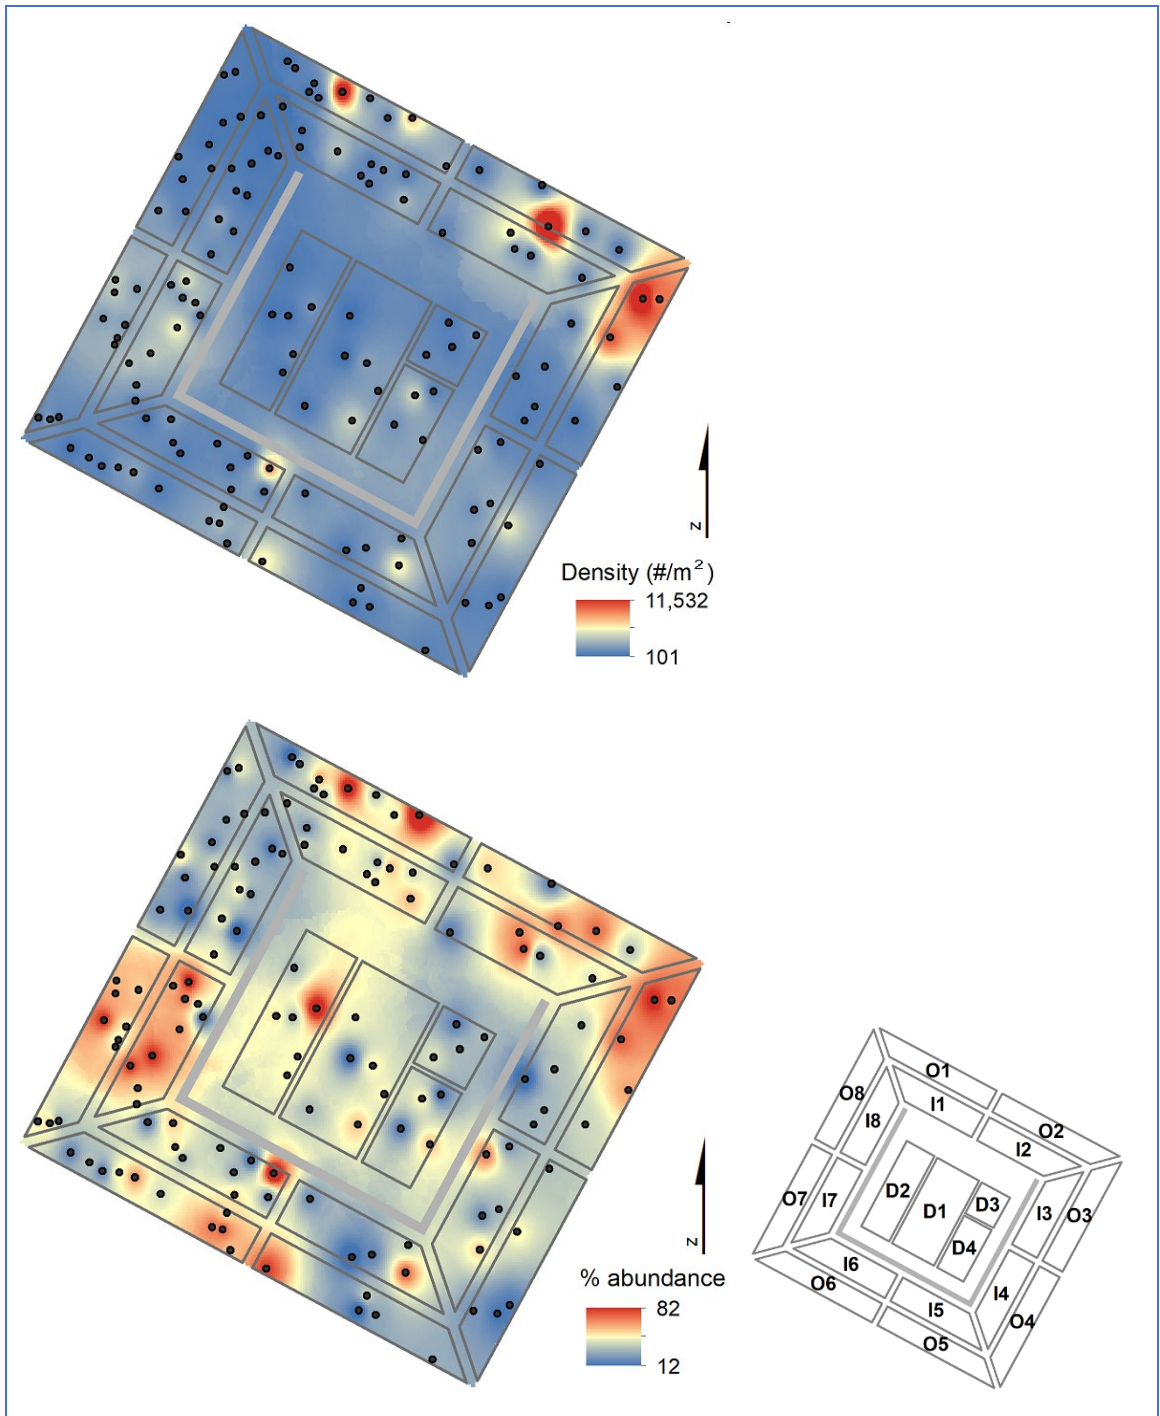 z
Density (#/m²)
11,532
101
z
% abundance
82
12
O1
O8
I1
O2
I8
I2
D2
D3
O7
I7
D1
I3
O3
D4
I6
I4
O6
I5
O4
O5